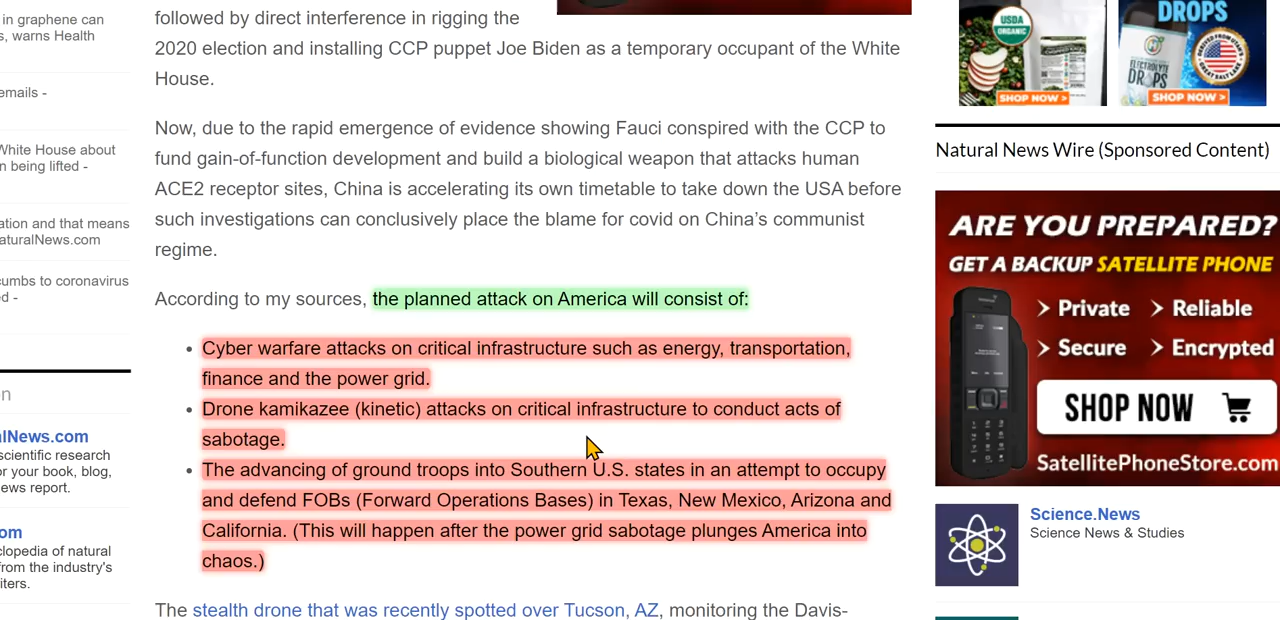 in graphene can
s, warns Health
emails -
White House about
n being lifted -
ation and that means
aturalNews.com
cumbs to coronavirus
ed -
n
alNews.com
scientific research
or your book, blog,
news report.
om
clopedia of natural
from the industry's
iters.
followed by direct interference in rigging the
2020 election and installing CCP puppet Joe Biden as a temporary occupant of the White
House.
Now, due to the rapid emergence of evidence showing Fauci conspired with the CCP to
fund gain-of-function development and build a biological weapon that attacks human
ACE2 receptor sites, China is accelerating its own timetable to take down the USA before
such investigations can conclusively place the blame for covid on China's communist
regime.
According to my sources, the planned attack on America will consist of:
Cyber warfare attacks on critical infrastructure such as energy, transportation,
finance and the power grid.
Drone kamikazee (kinetic) attacks on critical infrastructure to conduct acts of
sabotage.
The advancing of ground troops into Southern U.S. states in an attempt to occupy
and defend FOBs (Forward Operations Bases) in Texas, New Mexico, Arizona and
California. (This will happen after the power grid sabotage plunges America into
chaos.)
The stealth drone that was recently spotted over Tucson, AZ, monitoring the Davis-
USDA
ORGANIC
SHOP NOW >
DROPS
ELECTROLYTE
DROPS
SHOP NOW >
Natural News Wire (Sponsored Content)
ARE YOU PREPARED?
GET A BACKUP SATELLITE PHONE
> Private > Reliable
> Secure > Encrypted
SHOP NOW
SatellitePhoneStore.com
Science.News
Science News & Studies